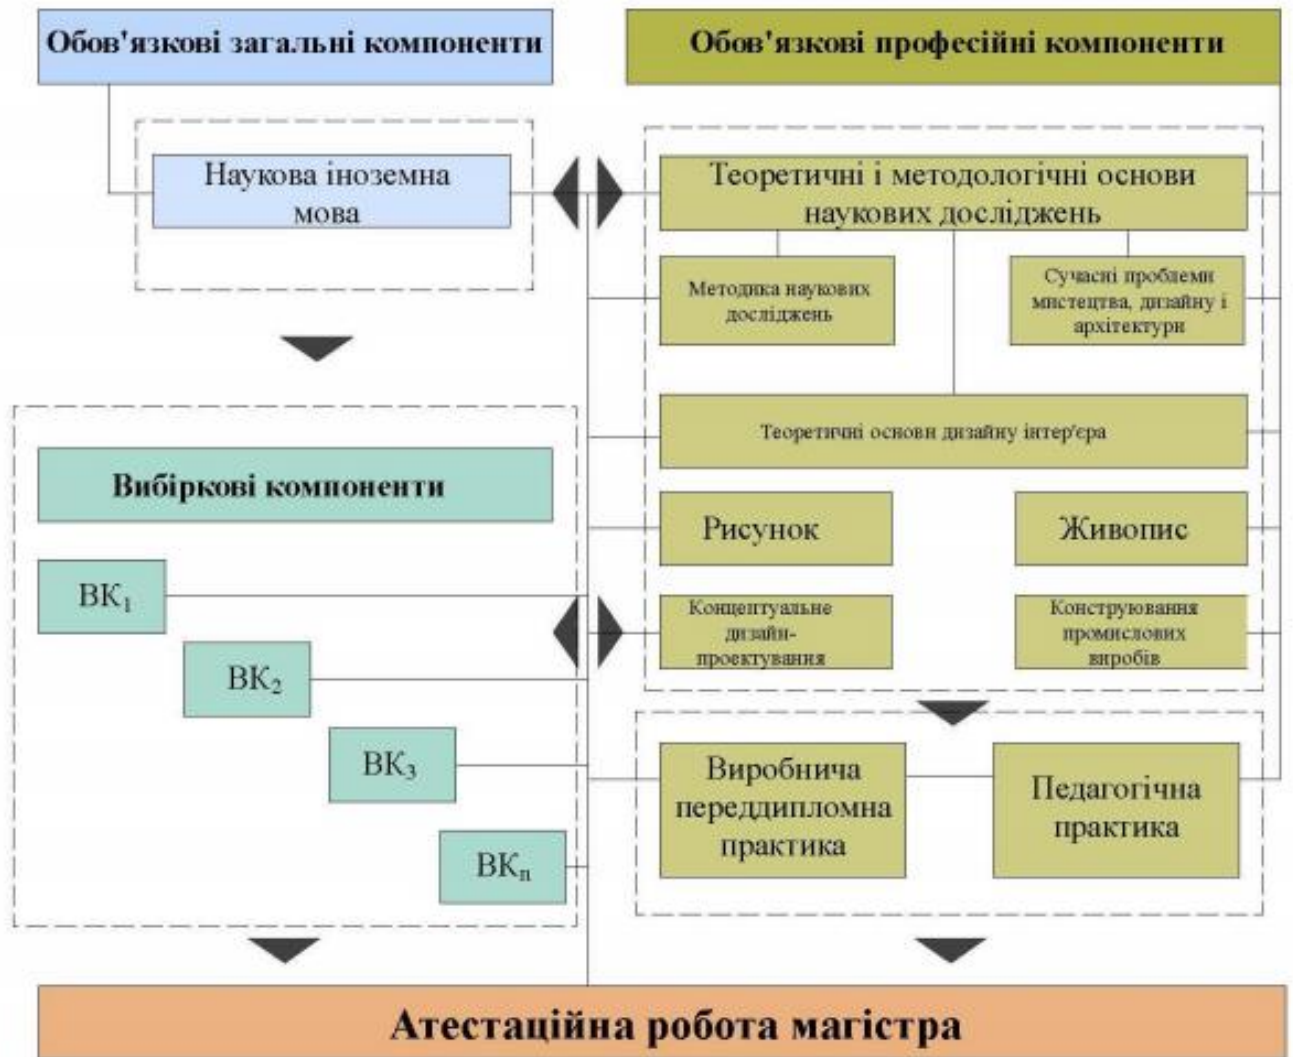 Обов'язкові загальні компоненти
Обов'язкові професійні компоненти
Наукова іноземна
мова
Теоретичні і методологічні основи
наукових досліджень
Методика наукових
досліджень
Сучасні проблеми
мистецтва, дизайну і
архітектури
Теоретичні основи дизайну інтер'єра
Вибіркові компоненти
Рисунок
Живопис
ВК₁
Концептуальне
дизайн-
проектування
Конструювання
промислових
виробів
ВК₂
ВК₃
ВКₙ
Виробнича
переддипломна
практика
Педагогічна
практика
Атестаційна робота магістра